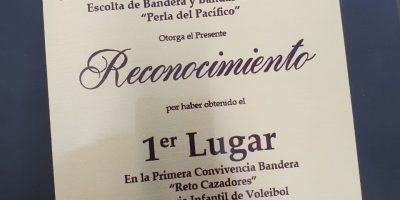 Escolta de Bandera y
"Perla del Pacífico"
Otorga el Presente
Reconocimiento
por haber obtenido el
1er Lugar
En la Primera Convivencia Bandera
"Reto Cazadores"
Infantil de Voleibol